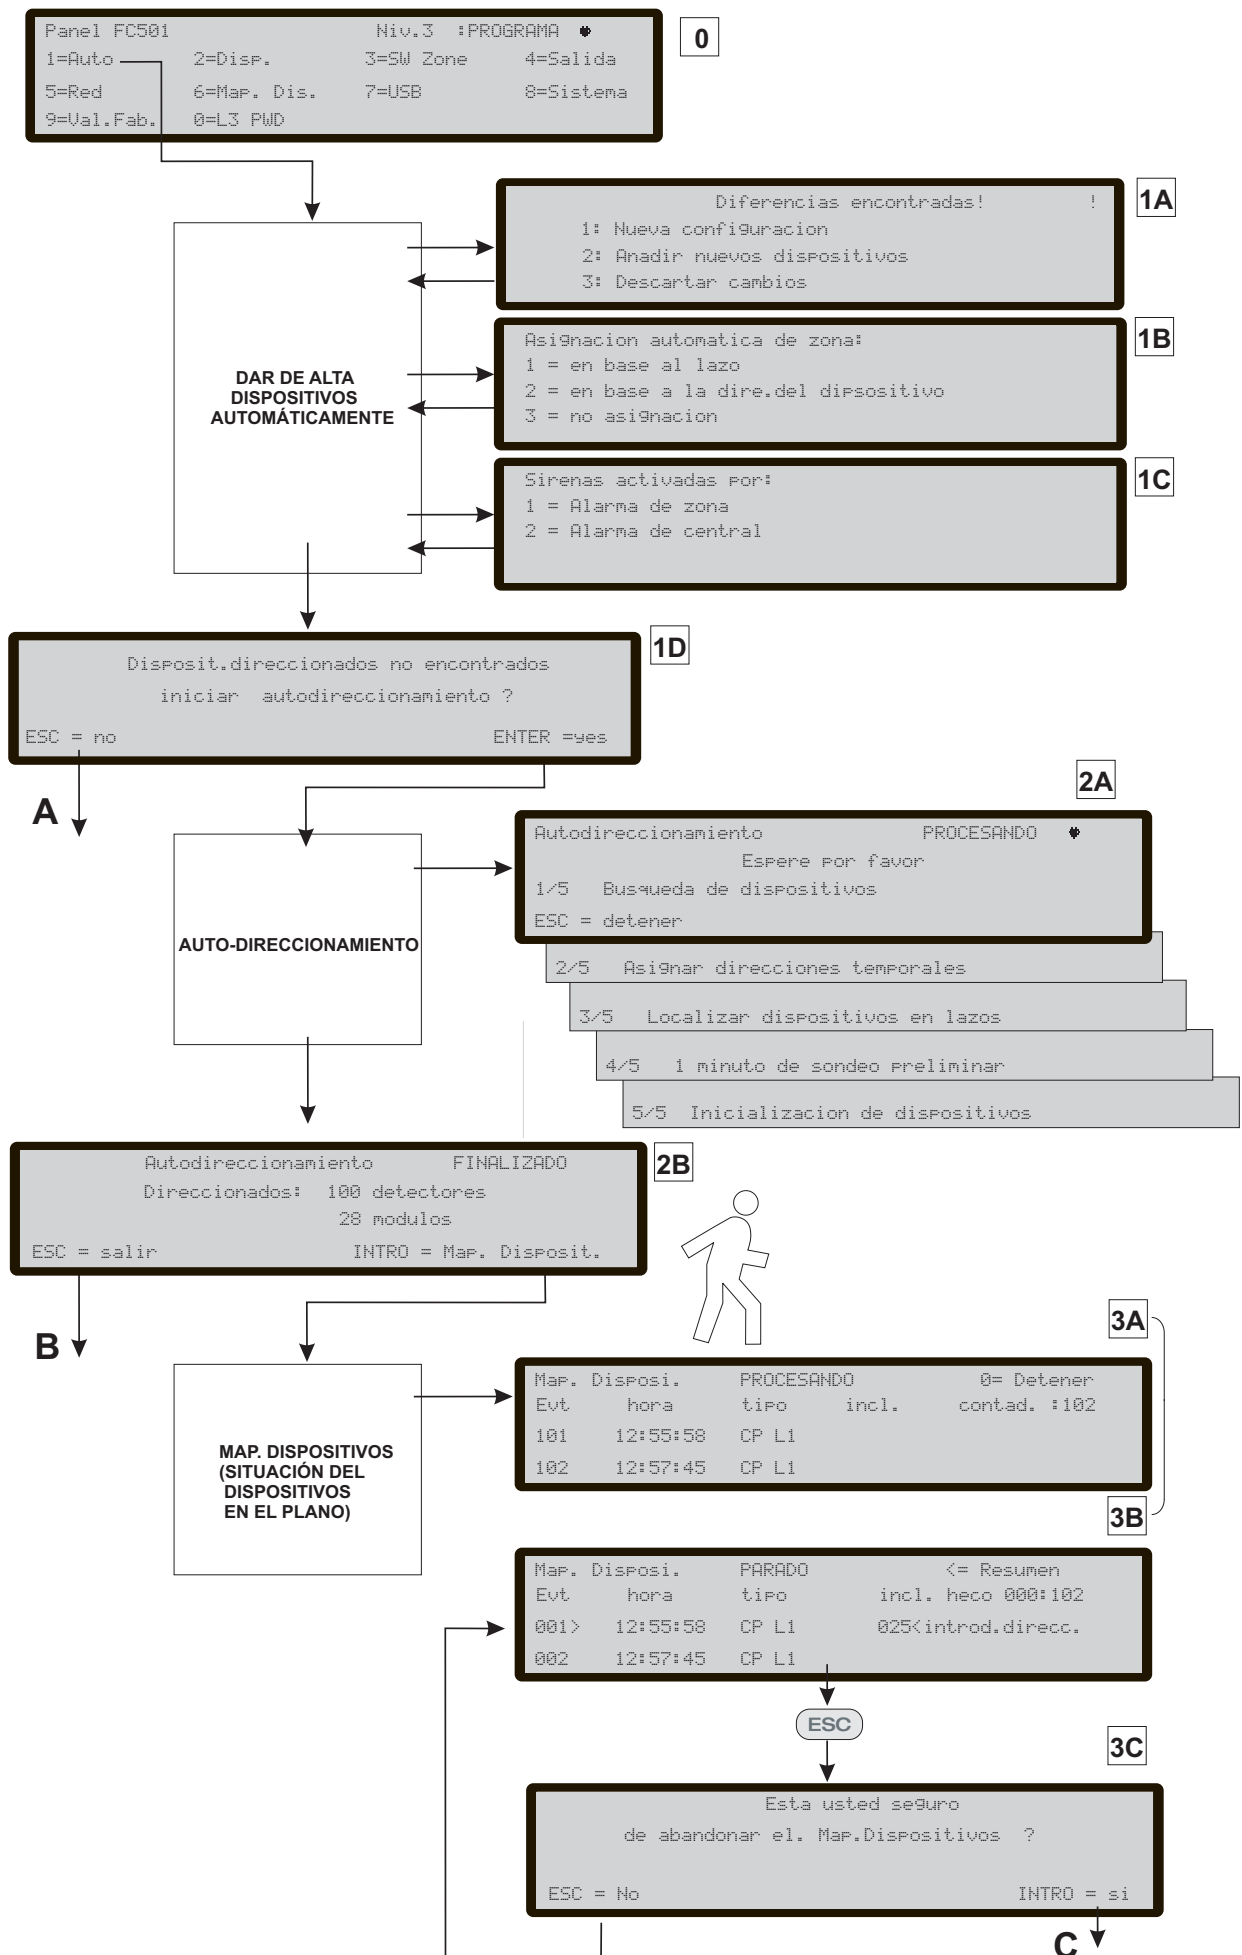 Panel FC501 Niv.3 :PROGRAMA
0
1=Auto 2=Disp. 3=SW Zone 4=Salida
5=Red 6=Map. Dis. 7=USB 8=Sistema
9=Val.Fab. 0=L3 PWD
1A
Diferencias encontradas! !
1: Nueva configuracion
2: Anadir nuevos dispositivos
3: Descartar cambios
1B
Asignacion automatica de zona:
1 = en base al lazo
2 = en base a la dire.del dipsositivo
3 = no asignacion
DAR DE ALTA
DISPOSITIVOS
AUTOMÁTICAMENTE
1C
Sirenas activadas por:
1 = Alarma de zona
2 = Alarma de central
1D
Disposit.direccionados no encontrados
iniciar autodireccionamiento ?
ESC = no ENTER =yes
A
2A
Autodireccionamiento PROCESANDO
Espere por favor
1/5 Busqueda de dispositivos
ESC = detener
AUTO-DIRECCIONAMIENTO
2/5 Asignar direcciones temporales
3/5 Localizar dispositivos en lazos
4/5 1 minuto de sondeo preliminar
5/5 Inicializacion de dispositivos
2B
Autodireccionamiento FINALIZADO
Direccionados: 100 detectores
28 modulos
ESC = salir INTRO = Map. Disposit.
B
3A
Map. Disposi. PROCESANDO 0= Detener
Evt hora tipo incl. contad. :102
101 12:55:58 CP L1
102 12:57:45 CP L1
MAP. DISPOSITIVOS
(SITUACIÓN DEL
DISPOSITIVOS
EN EL PLANO)
3B
Map. Disposi. PARADO <= Resumen
Evt hora tipo incl. heco 000:102
001> 12:55:58 CP L1 025<introd.direcc.
002 12:57:45 CP L1
ESC
3C
Esta usted seguro
de abandonar el. Map.Dispositivos ?
ESC = No INTRO = si
C